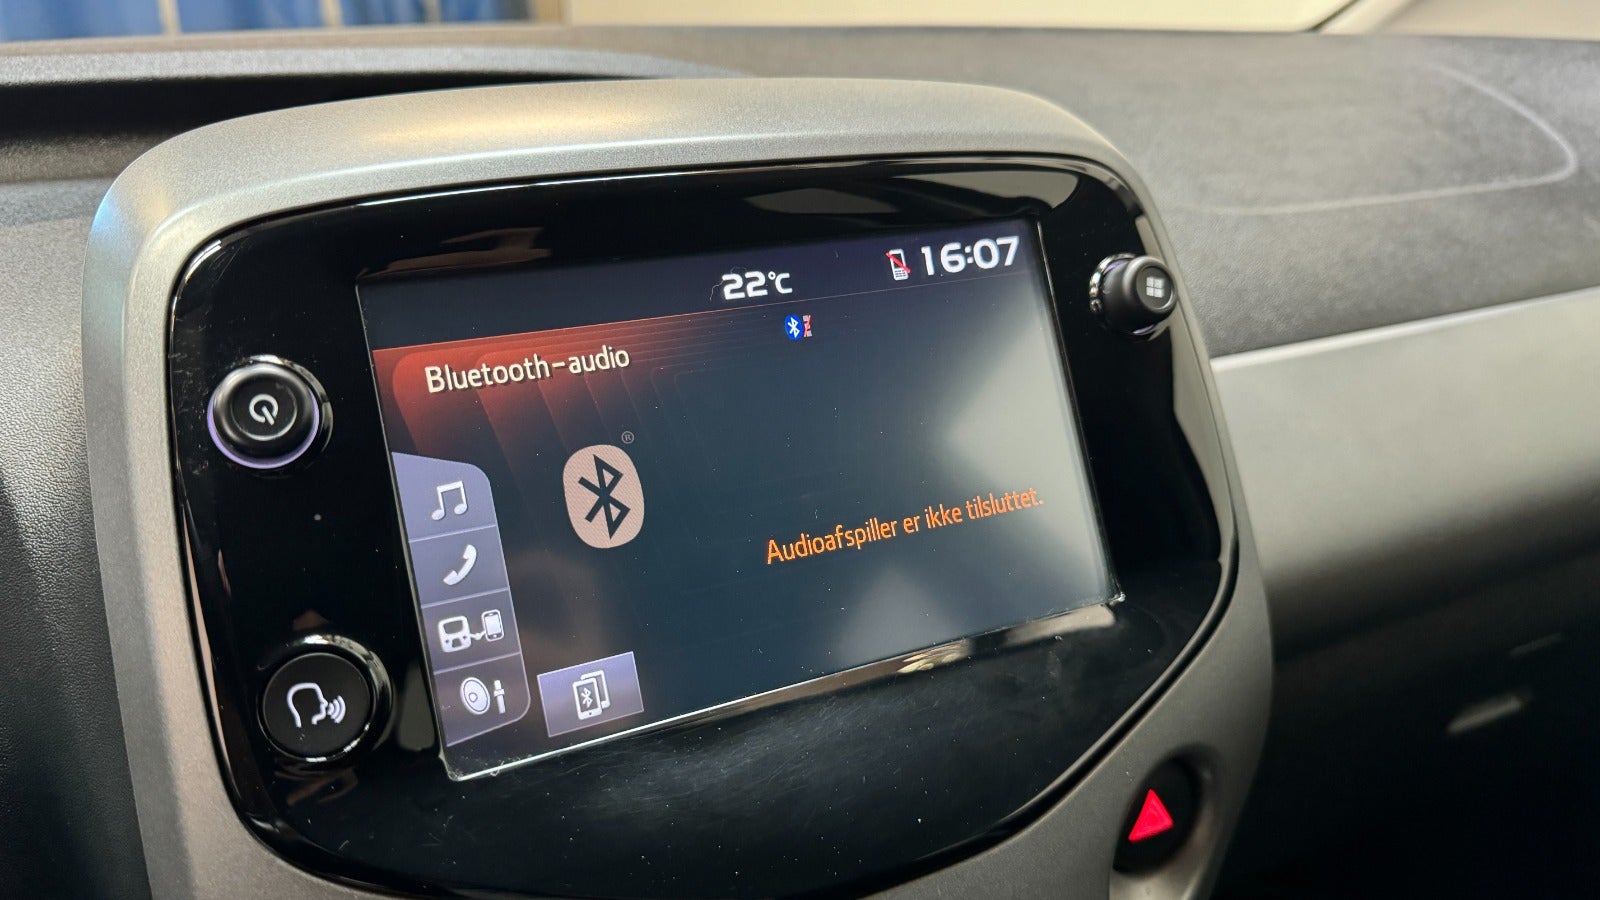 22°C 16:07
Bluetooth-audio
®
Audioafspiller er ikke tilsluttet.